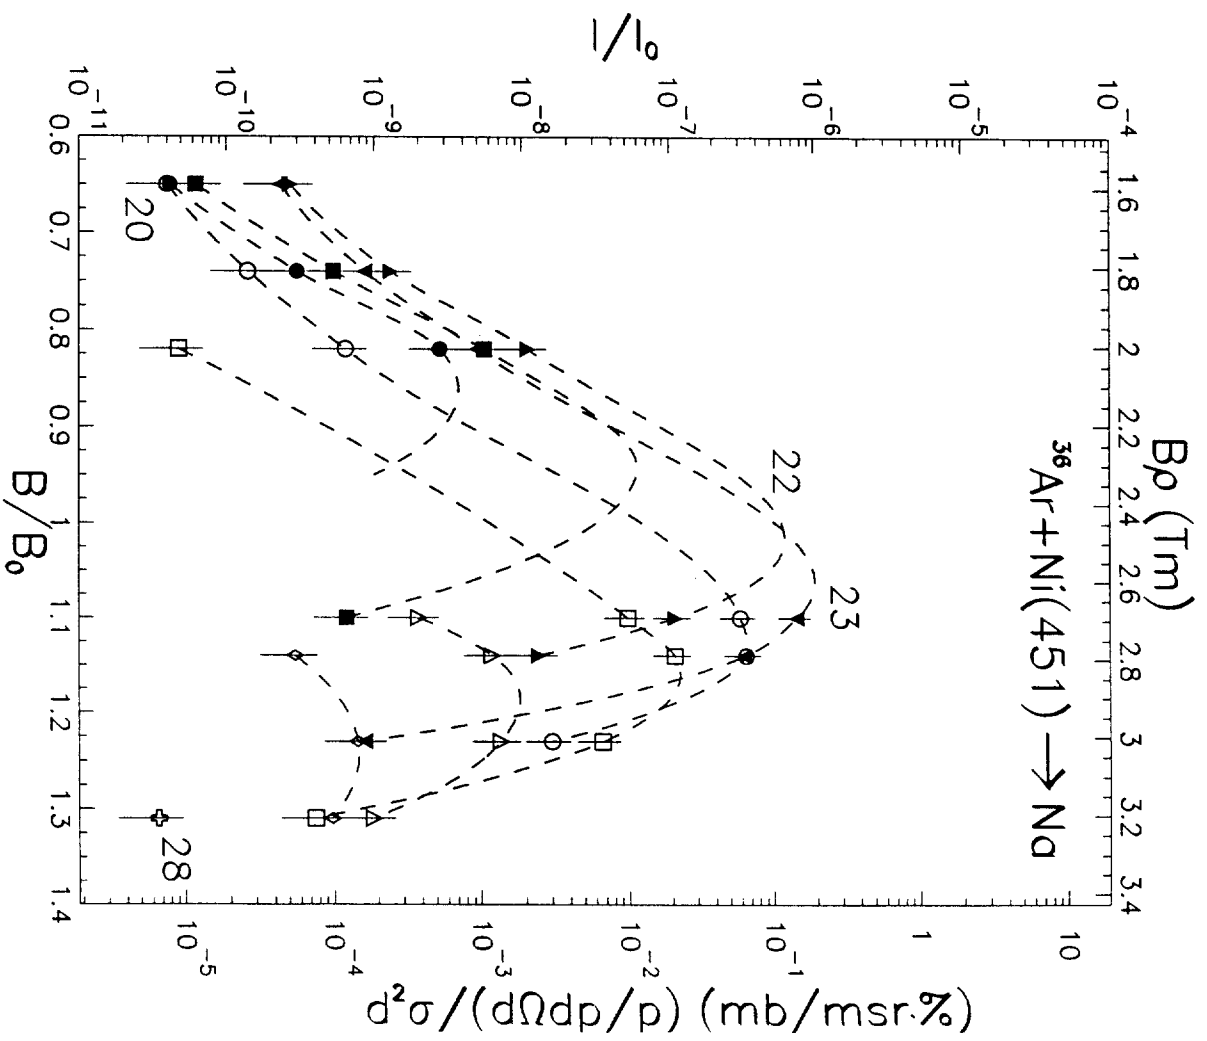 Bρ (Tm)
1.6 1.8 2 2.2 2.4 2.6 2.8 3 3.2 3.4
³⁶Ar+Ni(451) → Na
I/I₀
10⁻⁴
10⁻⁵
10⁻⁶
10⁻⁷
10⁻⁸
10⁻⁹
10⁻¹⁰
10⁻¹¹
23
22
20
28
10
1
10⁻¹
10⁻²
10⁻³
10⁻⁴
10⁻⁵
d²σ/(dΩdp/p) (mb/msr.%)
0.6 0.7 0.8 0.9 1 1.1 1.2 1.3 1.4
B/B₀